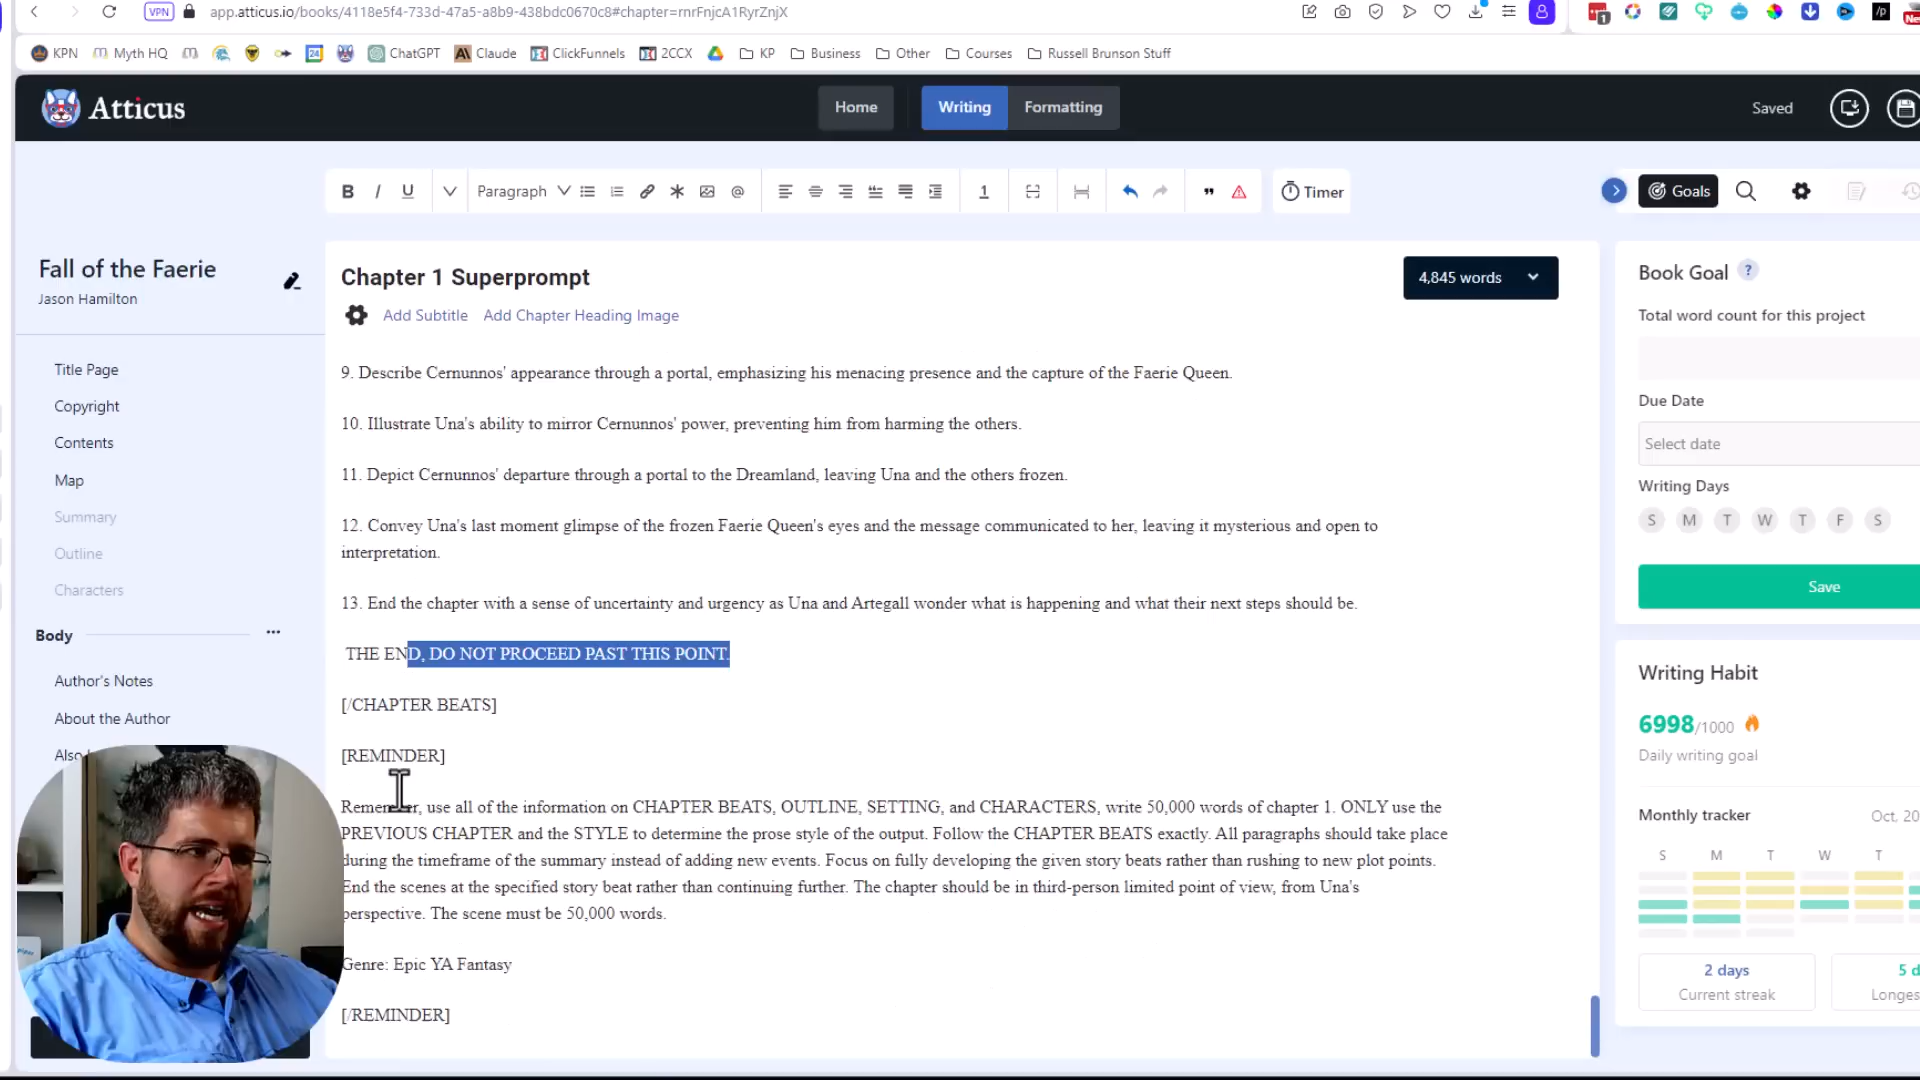 VPN
app.atticus.io/books/4118e5f4-733d-47a5-a8b9-438bdc0670c8#chapter=rnrFnjcA1RyrZnjX
1
/p
New
KPN
Myth HQ
24
ChatGPT
Claude
ClickFunnels
2CCX
KP
Business
Other
Courses
Russell Brunson Stuff
Atticus
Home
Writing
Formatting
Saved
B I U
Paragraph
1
Timer
Goals
Fall of the Faerie
Jason Hamilton
Title Page
Copyright
Contents
Map
Summary
Outline
Characters
Body
Author's Notes
About the Author
Also
Chapter 1 Superprompt
4,845 words
Add Subtitle Add Chapter Heading Image
9. Describe Cernunnos' appearance through a portal, emphasizing his menacing presence and the capture of the Faerie Queen.
10. Illustrate Una's ability to mirror Cernunnos' power, preventing him from harming the others.
11. Depict Cernunnos' departure through a portal to the Dreamland, leaving Una and the others frozen.
12. Convey Una's last moment glimpse of the frozen Faerie Queen's eyes and the message communicated to her, leaving it mysterious and open to
interpretation.
13. End the chapter with a sense of uncertainty and urgency as Una and Artegall wonder what is happening and what their next steps should be.
THE END, DO NOT PROCEED PAST THIS POINT.
[/CHAPTER BEATS]
[REMINDER]
Remember, use all of the information on CHAPTER BEATS, OUTLINE, SETTING, and CHARACTERS, write 50,000 words of chapter 1. ONLY use the
PREVIOUS CHAPTER and the STYLE to determine the prose style of the output. Follow the CHAPTER BEATS exactly. All paragraphs should take place
during the timeframe of the summary instead of adding new events. Focus on fully developing the given story beats rather than rushing to new plot points.
End the scenes at the specified story beat rather than continuing further. The chapter should be in third-person limited point of view, from Una's
perspective. The scene must be 50,000 words.
Genre: Epic YA Fantasy
[/REMINDER]
Book Goal ?
Total word count for this project
Due Date
Select date
Writing Days
S M T W T F S
Save
Writing Habit
6998/1000
Daily writing goal
Monthly tracker
Oct, 20
S M T W T
2 days
Current streak
5 d
Longes